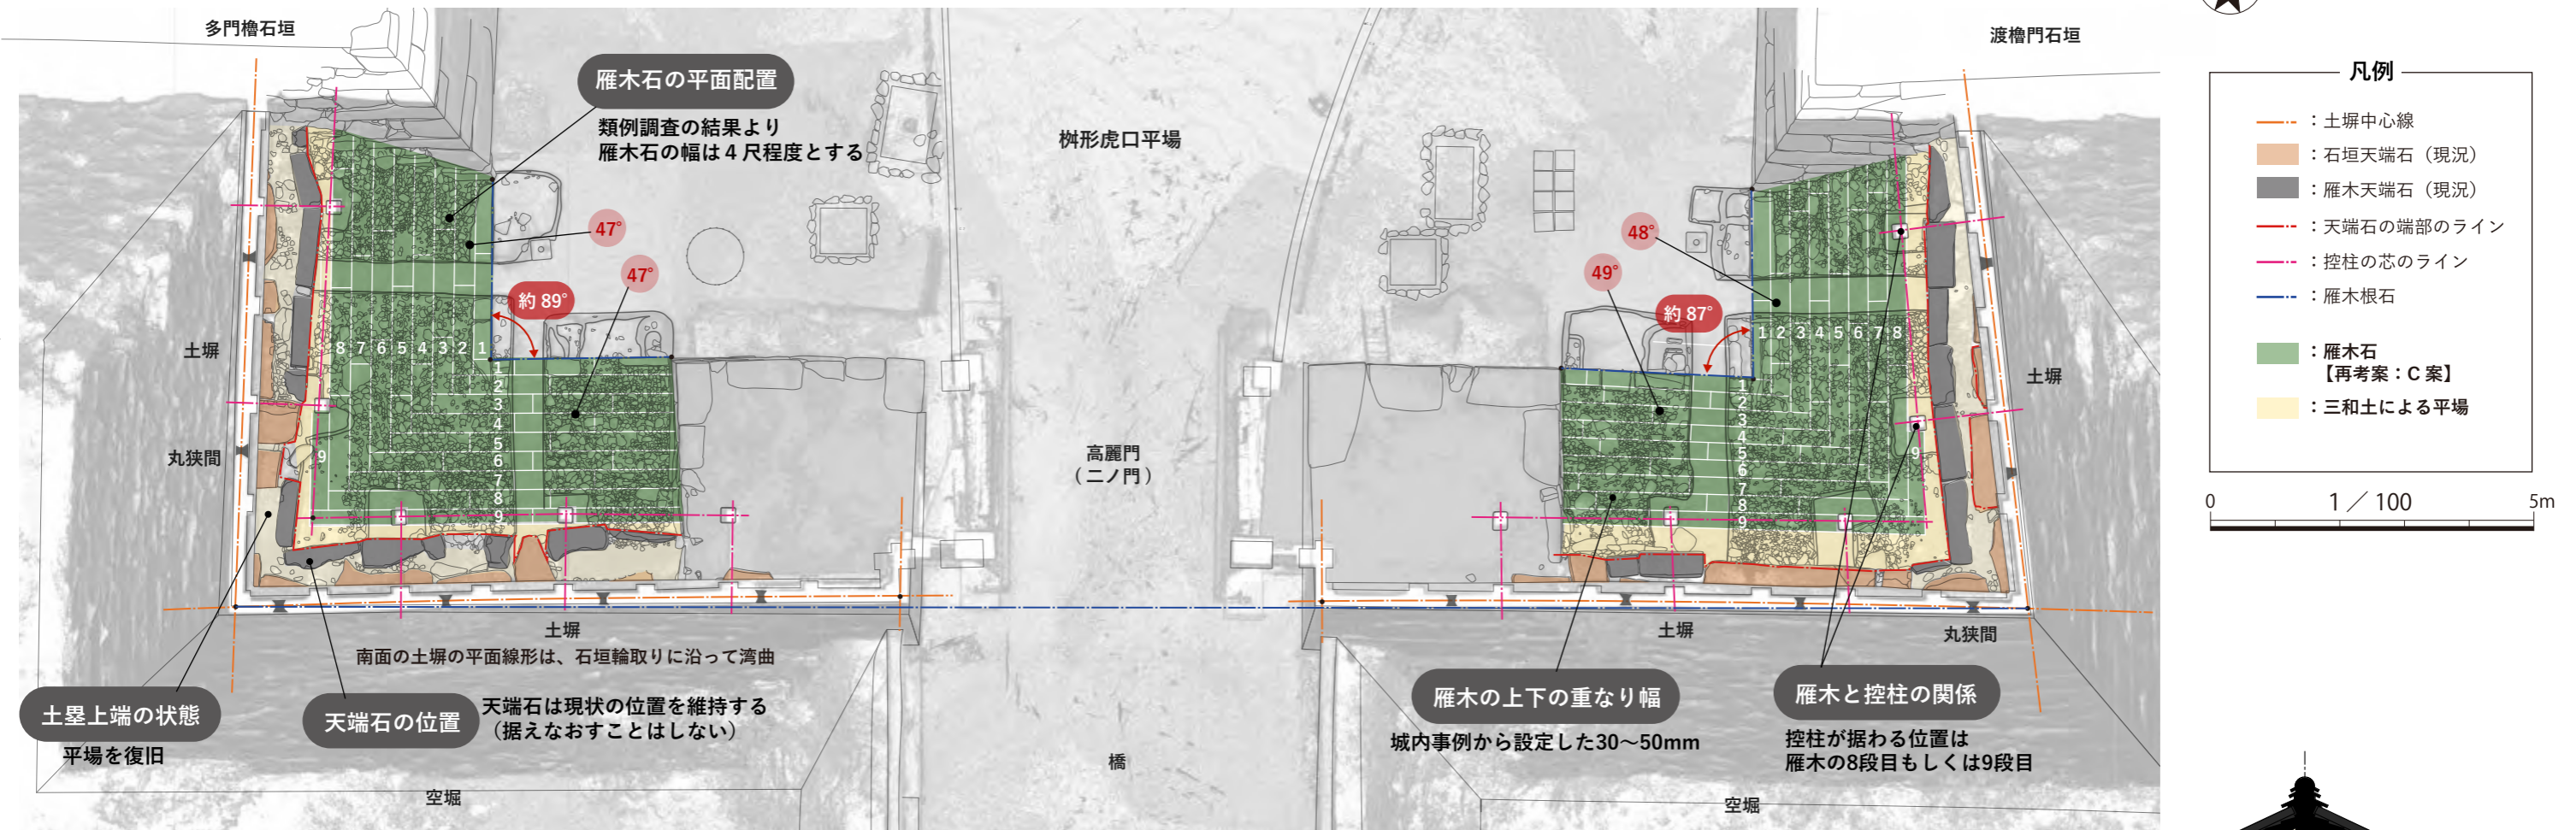 多門櫓石垣
渡櫓門石垣
雁木石の平面配置
類例調査の結果より
雁木石の幅は４尺程度とする
桝形虎口平場
47°
47°
約 89°
48°
49°
約 87°
8 7 6 5 4 3 2 1
1
2
3
4
5
6
7
8
9
9
1 2 3 4 5 6 7 8
1
2
3
4
5
6
7
8
9
9
土塀
丸狭間
高麗門
（二ノ門）
土塀
土塀
南面の土塀の平面線形は、石垣輪取りに沿って湾曲
土塀
丸狭間
土塁上端の状態
平場を復旧
天端石の位置
天端石は現状の位置を維持する
（据えなおすことはしない）
雁木の上下の重なり幅
城内事例から設定した30〜50mm
雁木と控柱の関係
控柱が据わる位置は
雁木の8段目もしくは9段目
橋
空堀
空堀
凡例
：土塀中心線
：石垣天端石（現況）
：雁木天端石（現況）
：天端石の端部のライン
：控柱の芯のライン
：雁木根石
：雁木石
【再考案：C 案】
：三和土による平場
0 1／100 5m